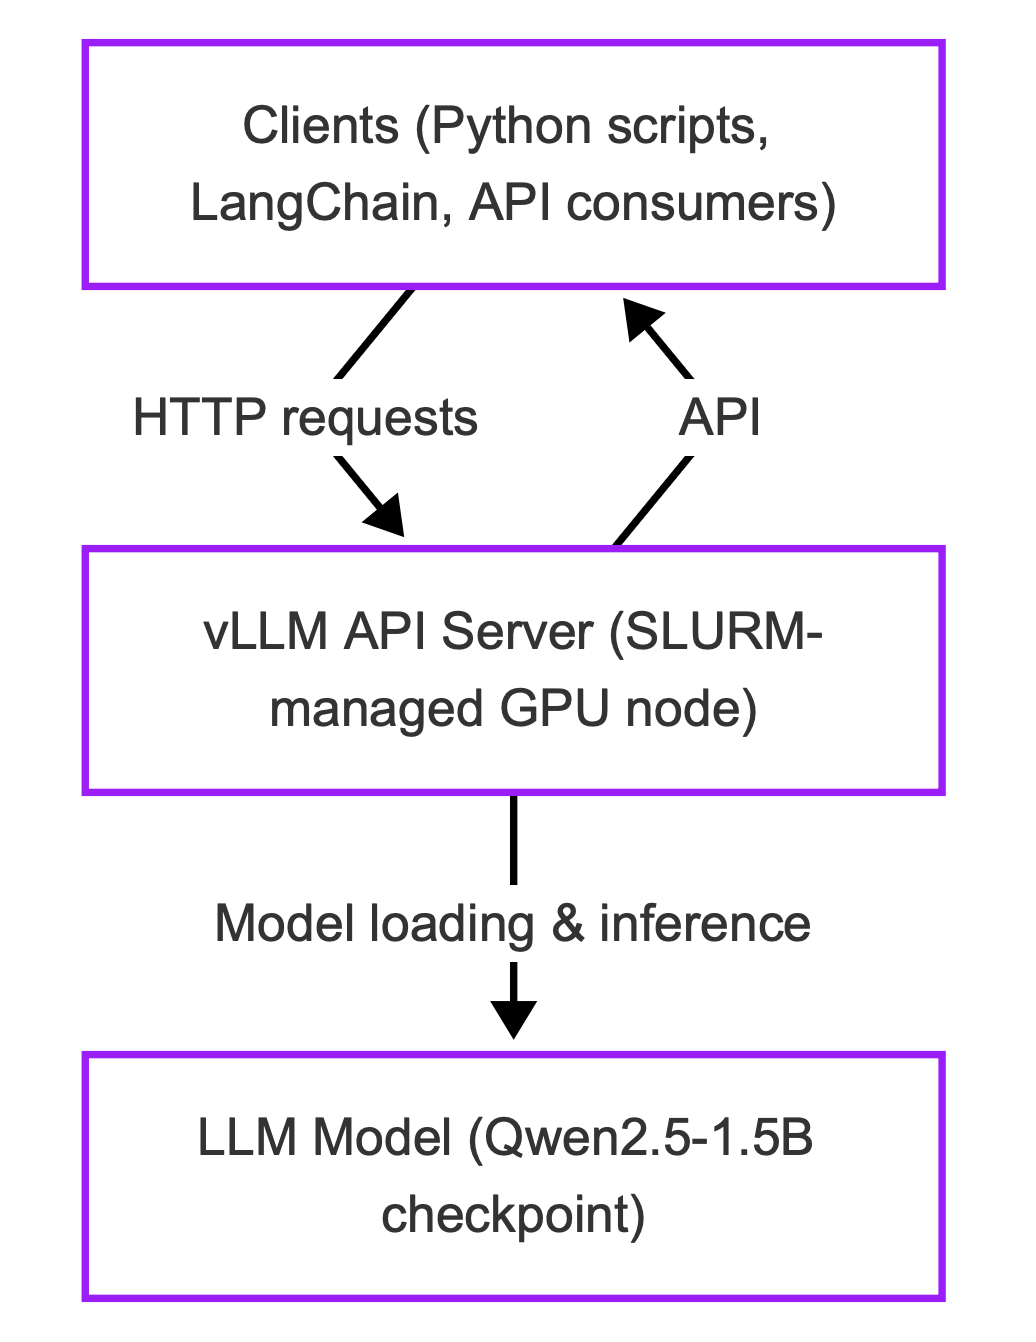 Clients (Python scripts,
LangChain, API consumers)
HTTP requests
API
vLLM API Server (SLURM-
managed GPU node)
Model loading & inference
LLM Model (Qwen2.5-1.5B
checkpoint)